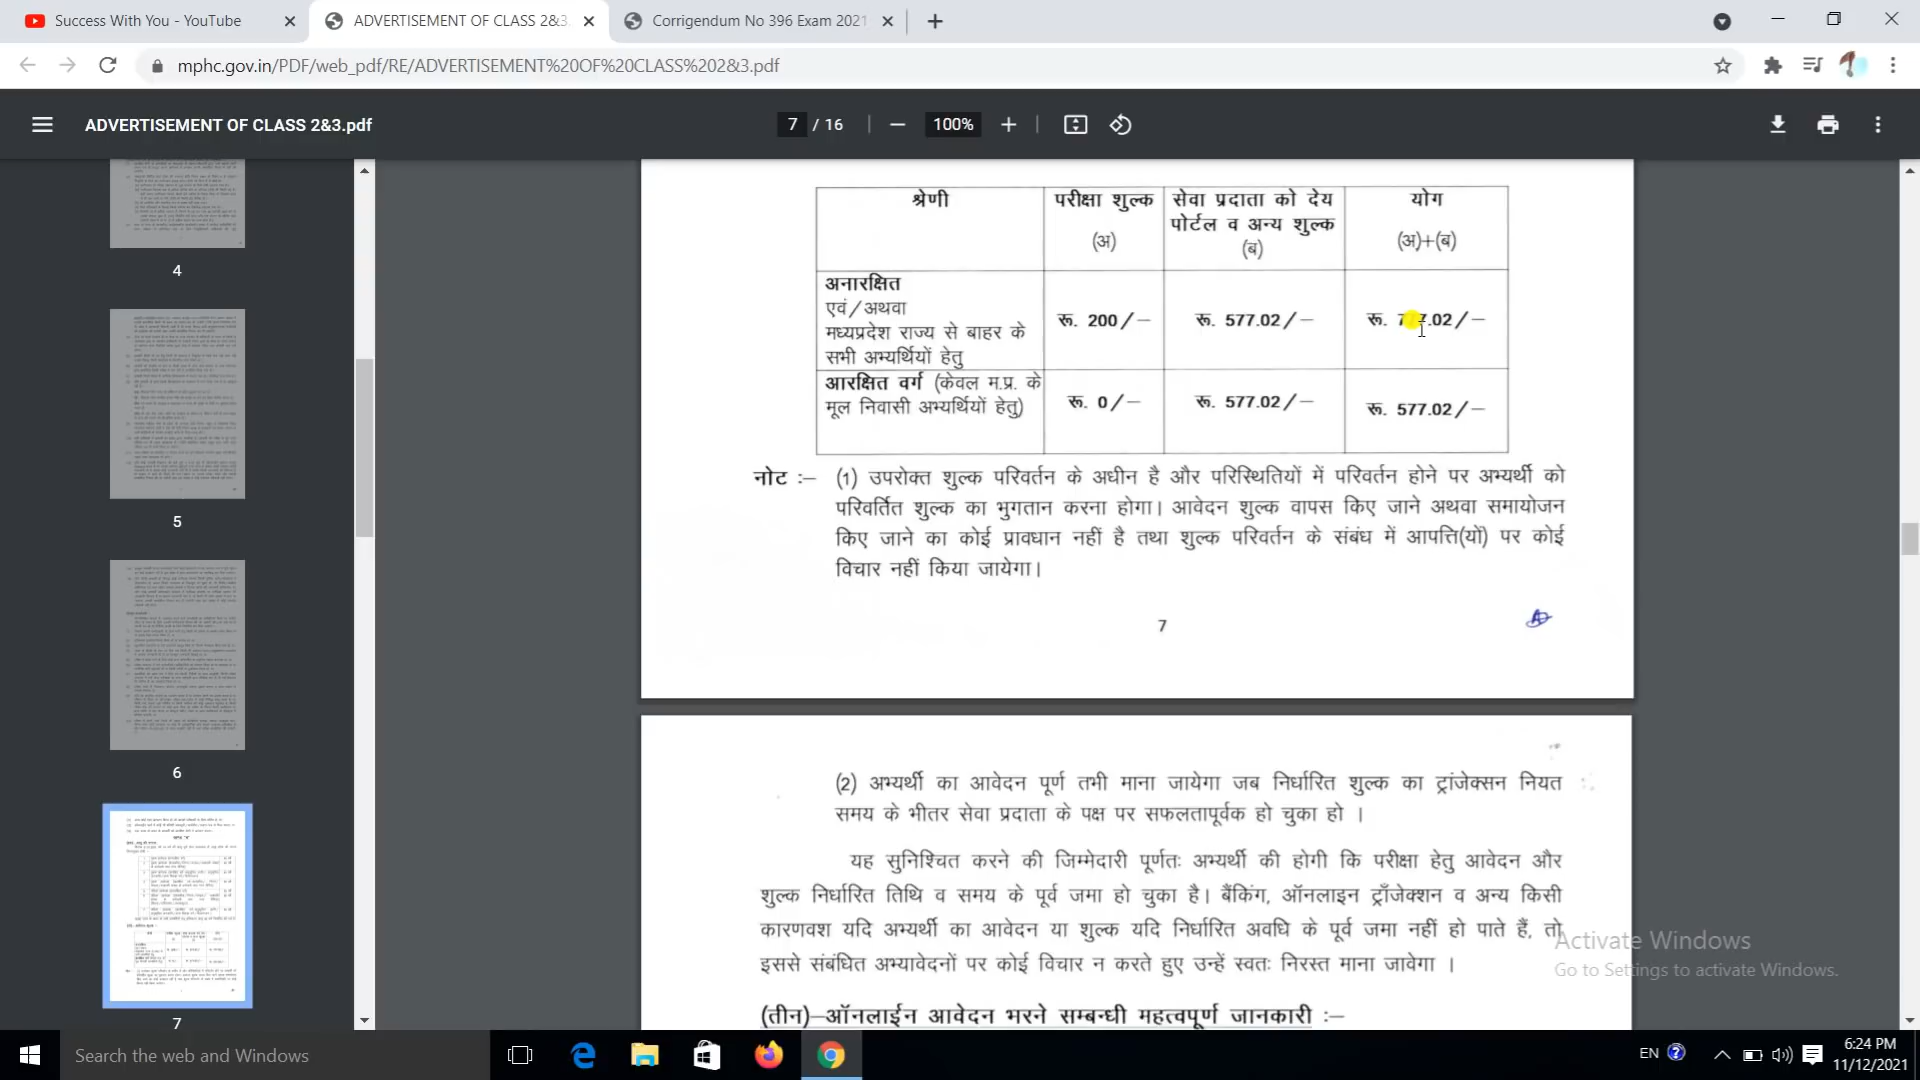 Success With You - YouTube
ADVERTISEMENT OF CLASS 2&3.
Corrigendum No 396 Exam 2021
mphc.gov.in/PDF/web_pdf/RE/ADVERTISEMENT%20OF%20CLASS%202&3.pdf
ADVERTISEMENT OF CLASS 2&3.pdf
7 / 16
100%
4
5
6
7
श्रेणी
परीक्षा शुल्क
(अ)
सेवा प्रदाता को देय
पोर्टल व अन्य शुल्क
(ब)
योग
(अ)+(ब)
अनारक्षित
एवं/अथवा
मध्यप्रदेश राज्य से बाहर के
सभी अभ्यर्थियों हेतु
रू. 200/—
रू. 577.02/—
रू. 777.02/—
आरक्षित वर्ग (केवल म.प्र. के
मूल निवासी अभ्यर्थियों हेतु)
रू. 0/—
रू. 577.02/—
रू. 577.02/—
नोट :— (1) उपरोक्त शुल्क परिवर्तन के अधीन है और परिस्थितियों में परिवर्तन होने पर अभ्यर्थी को
परिवर्तित शुल्क का भुगतान करना होगा। आवेदन शुल्क वापस किए जाने अथवा समायोजन
किए जाने का कोई प्रावधान नहीं है तथा शुल्क परिवर्तन के संबंध में आपत्ति(यों) पर कोई
विचार नहीं किया जायेगा।
7
(2) अभ्यर्थी का आवेदन पूर्ण तभी माना जायेगा जब निर्धारित शुल्क का ट्रांजेक्सन नियत
समय के भीतर सेवा प्रदाता के पक्ष पर सफलतापूर्वक हो चुका हो ।
यह सुनिश्चित करने की जिम्मेदारी पूर्णतः अभ्यर्थी की होगी कि परीक्षा हेतु आवेदन और
शुल्क निर्धारित तिथि व समय के पूर्व जमा हो चुका है। बैंकिंग, ऑनलाइन ट्राँजेक्शन व अन्य किसी
कारणवश यदि अभ्यर्थी का आवेदन या शुल्क यदि निर्धारित अवधि के पूर्व जमा नहीं हो पाते हैं, तो
इससे संबंधित अभ्यावेदनों पर कोई विचार न करते हुए उन्हें स्वतः निरस्त माना जावेगा ।
(तीन)—ऑनलाईन आवेदन भरने सम्बन्धी महत्वपूर्ण जानकारी :—
Activate Windows
Go to Settings to activate Windows.
Search the web and Windows
EN
6:24 PM
11/12/2021